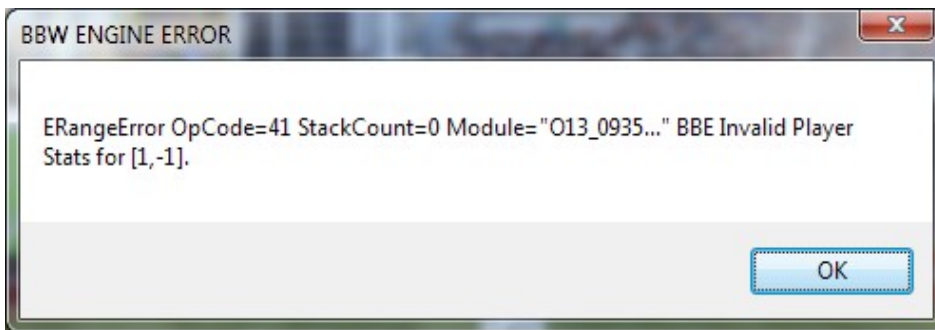 BBW ENGINE ERROR
ERangeError OpCode=41 StackCount=0 Module="O13_0935..." BBE Invalid Player
Stats for [1,-1].
OK